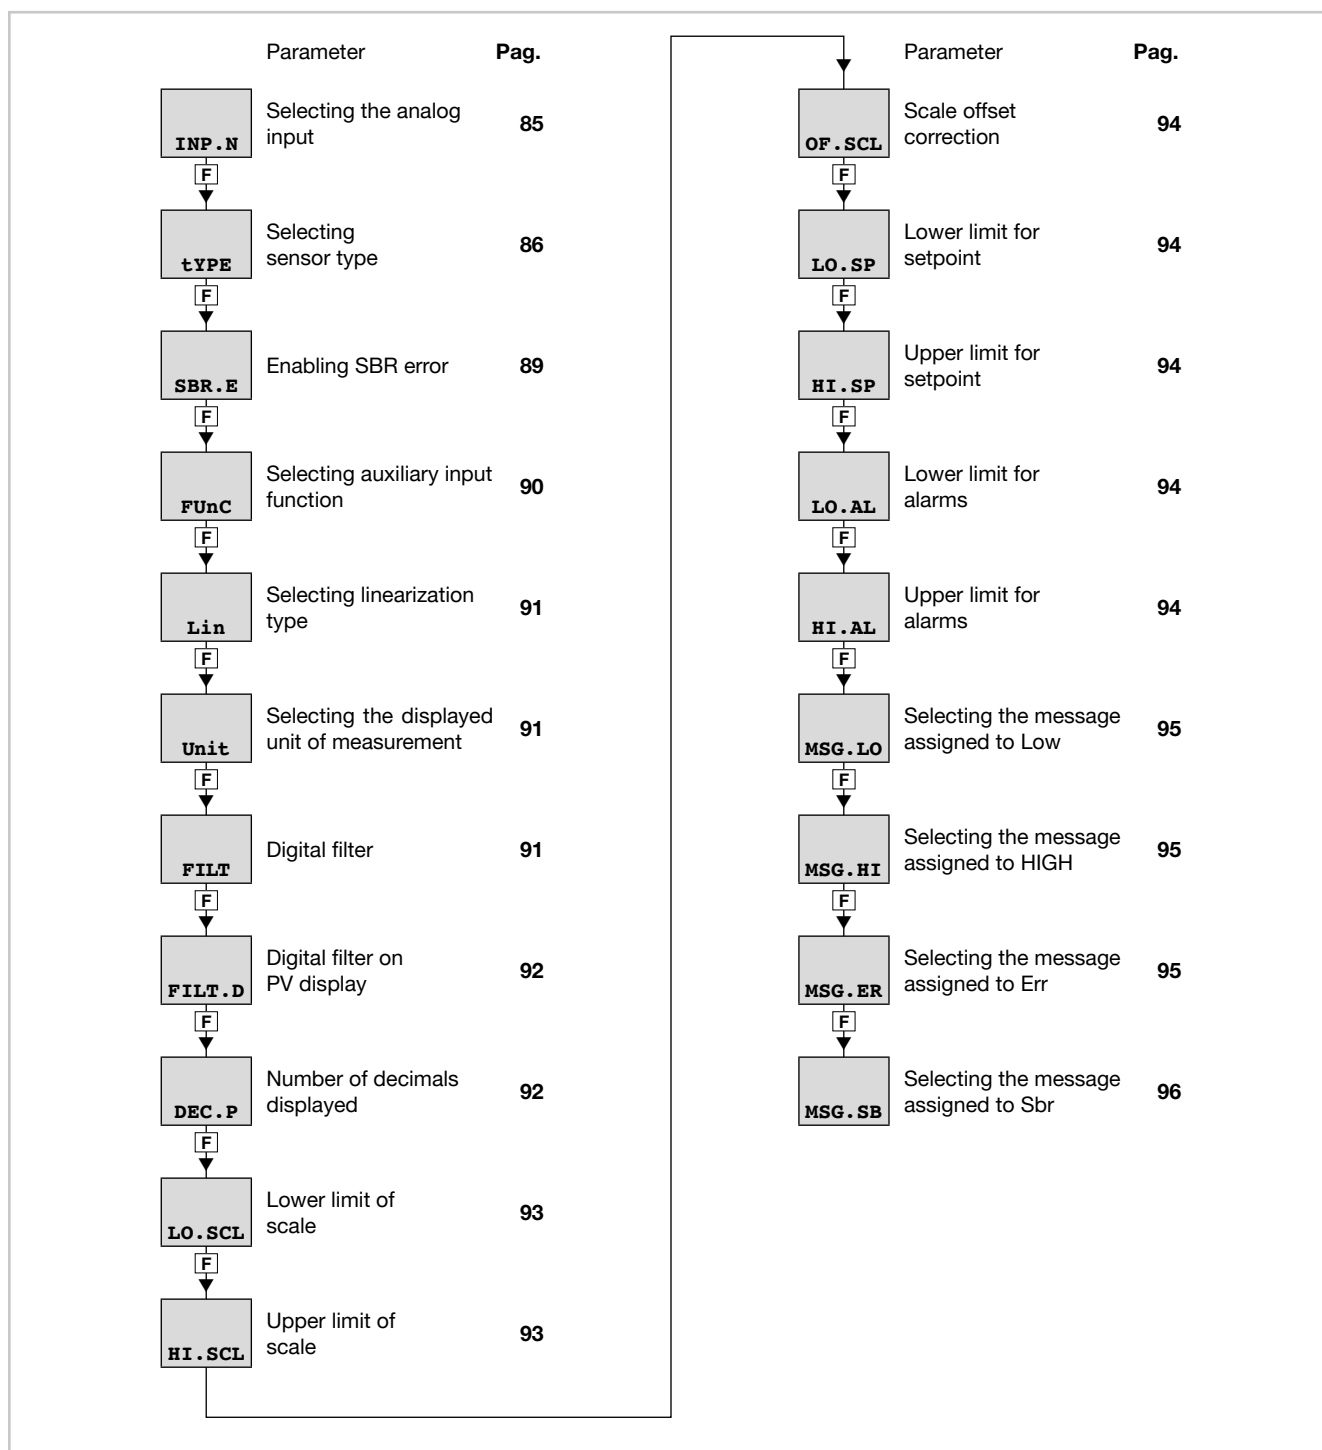 Parameter Pag.
INP.N
Selecting the analog
input
85
F
tYPE
Selecting
sensor type
86
F
SBR.E
Enabling SBR error
89
F
FUnC
Selecting auxiliary input
function
90
F
Lin
Selecting linearization
type
91
F
Unit
Selecting the displayed
unit of measurement
91
F
FILT
Digital filter
91
F
FILT.D
Digital filter on
PV display
92
F
DEC.P
Number of decimals
displayed
92
F
LO.SCL
Lower limit of
scale
93
F
HI.SCL
Upper limit of
scale
93
Parameter Pag.
OF.SCL
Scale offset
correction
94
F
LO.SP
Lower limit for
setpoint
94
F
HI.SP
Upper limit for
setpoint
94
F
LO.AL
Lower limit for
alarms
94
F
HI.AL
Upper limit for
alarms
94
F
MSG.LO
Selecting the message
assigned to Low
95
F
MSG.HI
Selecting the message
assigned to HIGH
95
F
MSG.ER
Selecting the message
assigned to Err
95
F
MSG.SB
Selecting the message
assigned to Sbr
96